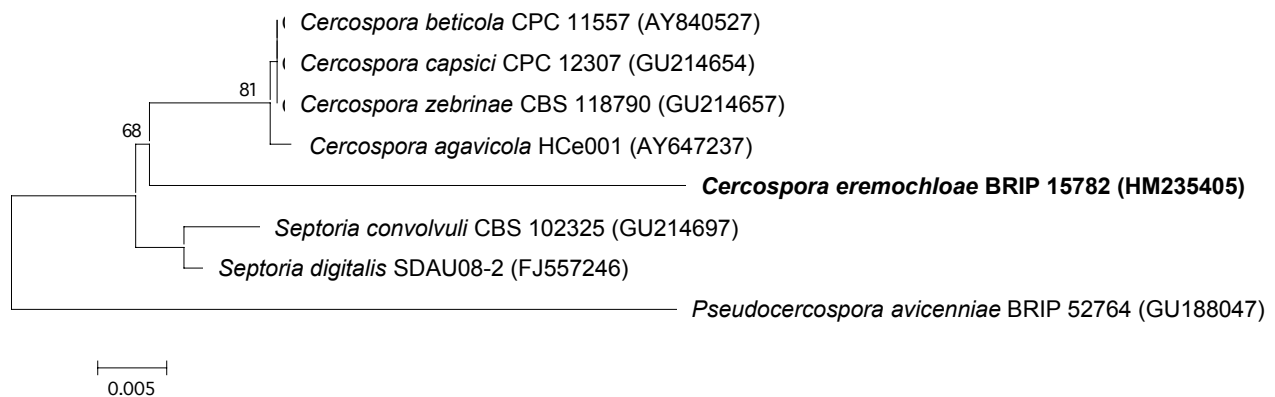 Cercospora beticola CPC 11557 (AY840527)
Cercospora capsici CPC 12307 (GU214654)
81
Cercospora zebrinae CBS 118790 (GU214657)
68
Cercospora agavicola HCe001 (AY647237)
Cercospora eremochloae BRIP 15782 (HM235405)
Septoria convolvuli CBS 102325 (GU214697)
Septoria digitalis SDAU08-2 (FJ557246)
Pseudocercospora avicenniae BRIP 52764 (GU188047)
0.005